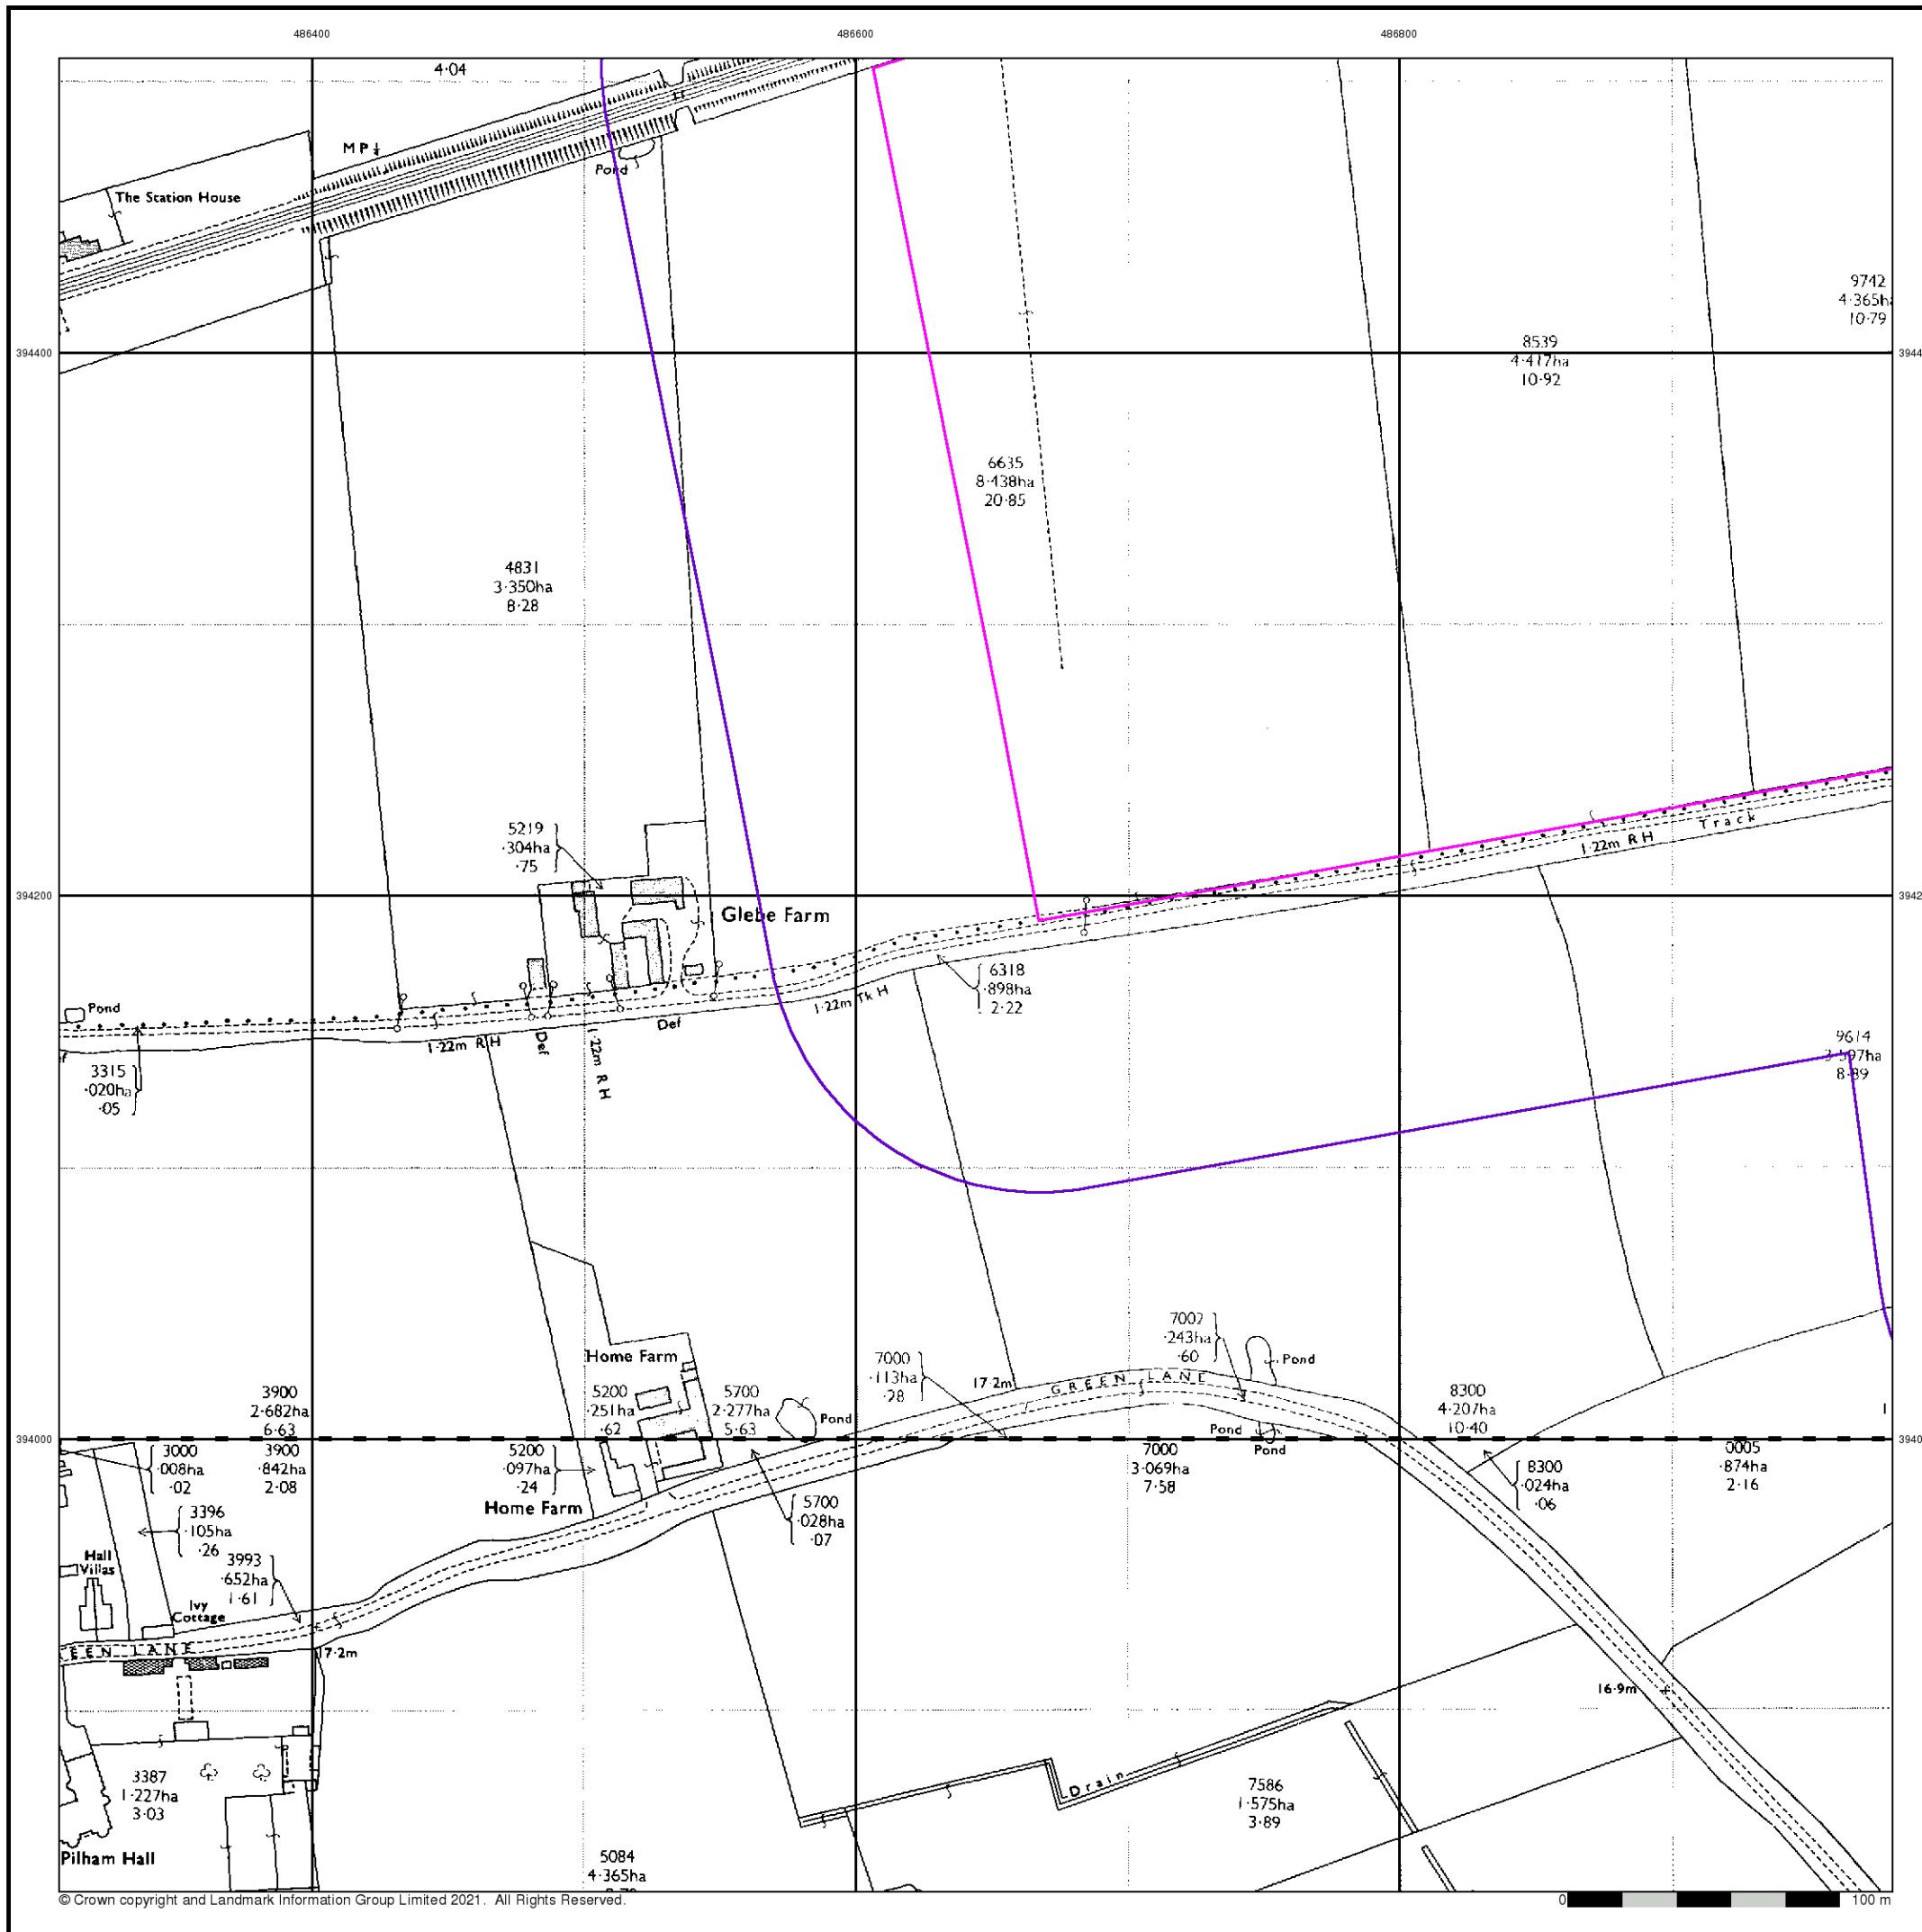 486400
486600
486800
4·04
M P
Pond
The Station House
9742
4·365ha
10·79
394400
8539
4·417ha
10·92
6635
8·438ha
20·85
4831
3·350ha
8·28
5219
·304ha
·75
1·22m R H
Track
394200
Glebe Farm
6318
·898ha
2·22
1·22m Tk H
Def
Pond
1·22m R H
Def
1·22m R H
3315
·020ha
·05
9614
3·597ha
8·89
7002
·243ha
·60
Pond
Home Farm
7000
·113ha
·28
17·2m
GREEN LANE
3900
2·682ha
6·63
5200
·251ha
·62
5700
2·277ha
5·63
Pond
8300
4·207ha
10·40
Pond
Pond
394000
3000
·008ha
·02
3900
·842ha
2·08
5200
·097ha
·24
7000
3·069ha
7·58
0005
·874ha
2·16
8300
·024ha
·06
Home Farm
5700
·028ha
·07
3396
·105ha
·26
Hall
Villas
3993
·652ha
1·61
Ivy
Cottage
EEN LANE
17·2m
16·9m
Drain
3387
1·227ha
3·03
7586
1·575ha
3·89
Pilham Hall
5084
4·365ha
© Crown copyright and Landmark Information Group Limited 2021. All Rights Reserved.
0
100 m